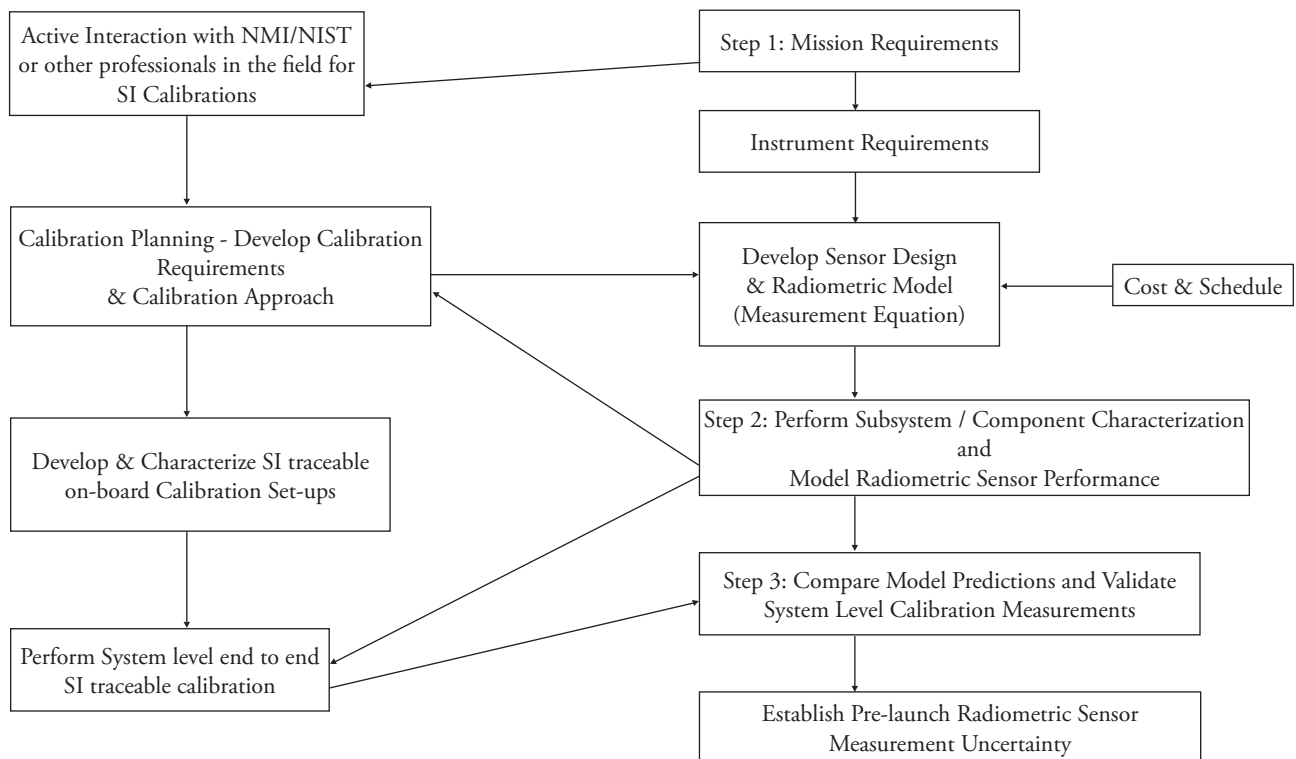 Active Interaction with NMI/NIST
or other professionals in the field for
SI Calibrations
Step 1: Mission Requirements
Instrument Requirements
Calibration Planning - Develop Calibration
Requirements
& Calibration Approach
Develop Sensor Design
& Radiometric Model
(Measurement Equation)
Cost & Schedule
Step 2: Perform Subsystem / Component Characterization
and
Model Radiometric Sensor Performance
Develop & Characterize SI traceable
on-board Calibration Set-ups
Step 3: Compare Model Predictions and Validate
System Level Calibration Measurements
Perform System level end to end
SI traceable calibration
Establish Pre-launch Radiometric Sensor
Measurement Uncertainty